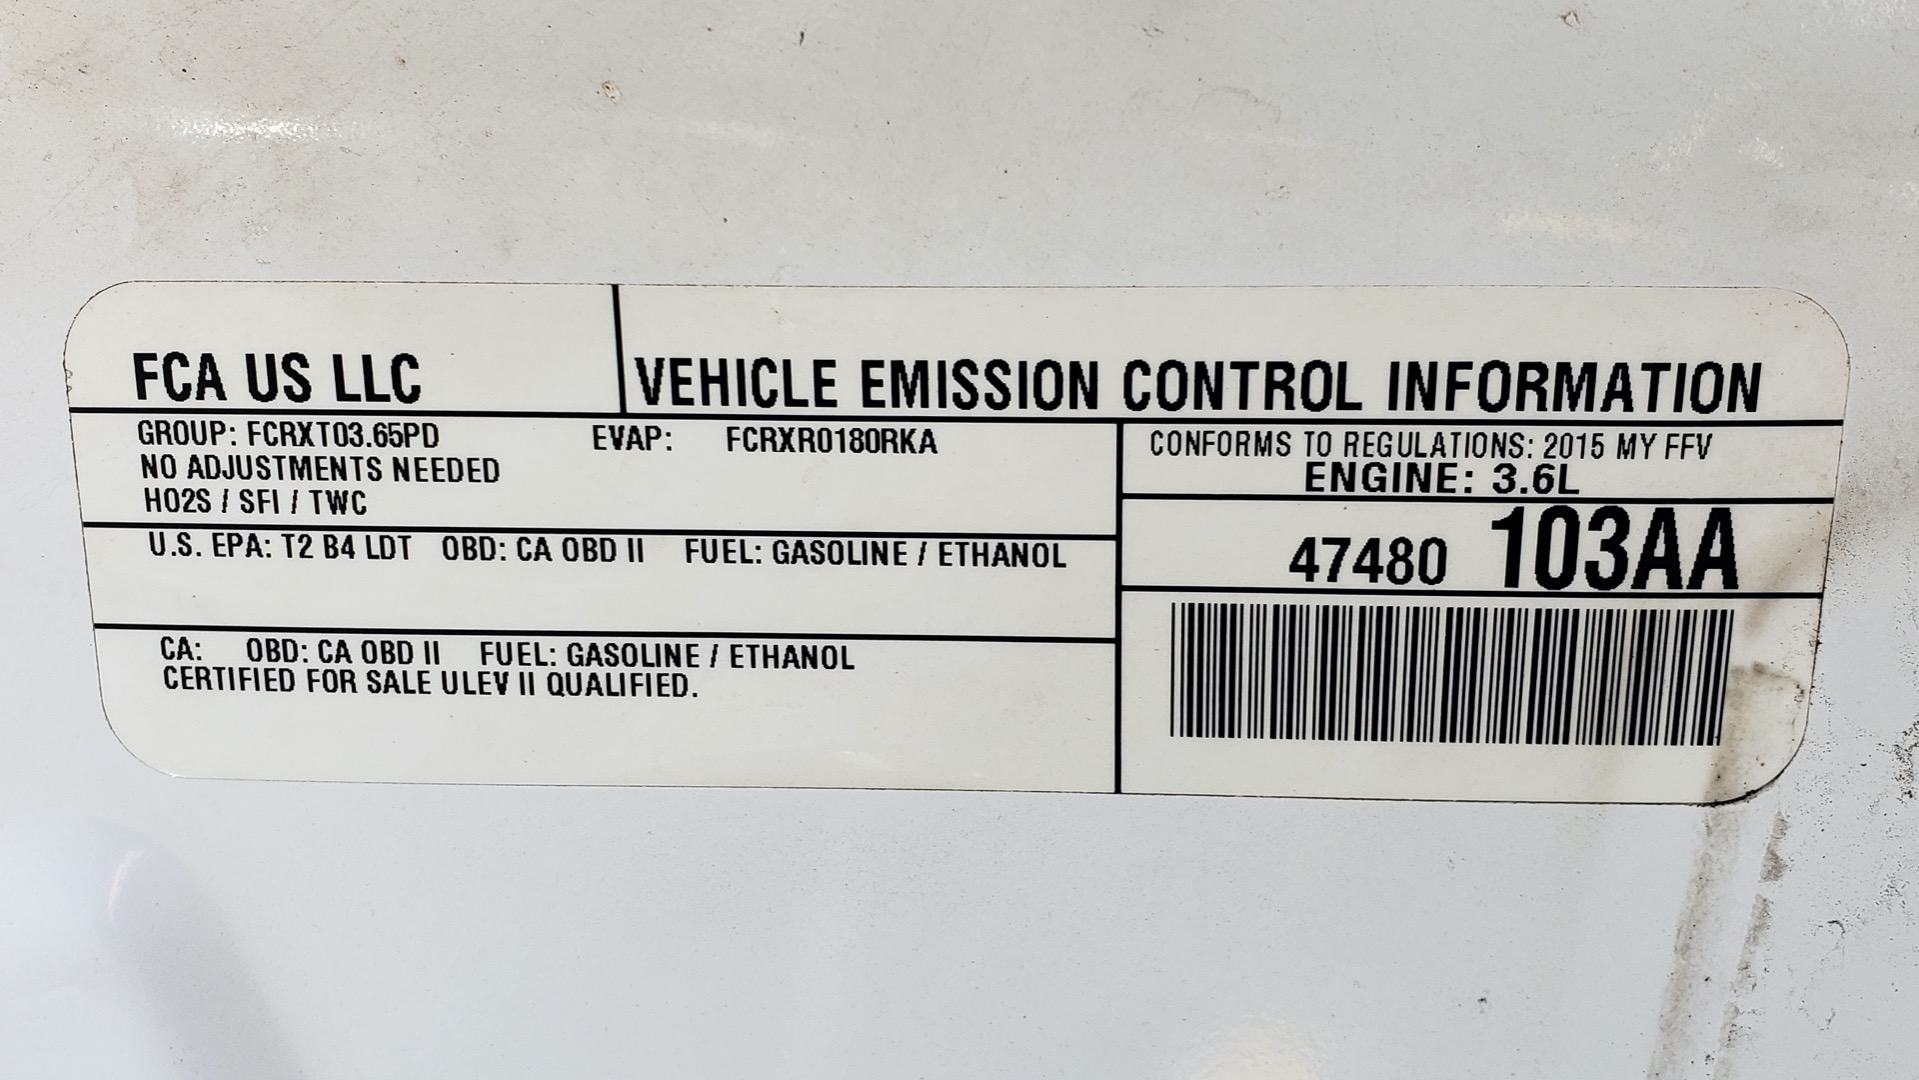 FCA US LLC
VEHICLE EMISSION CONTROL INFORMATION
GROUP: FCRXT03.65PD EVAP: FCRXR0180RKA
NO ADJUSTMENTS NEEDED
HO2S / SFI / TWC
CONFORMS TO REGULATIONS: 2015 MY FFV
ENGINE: 3.6L
U.S. EPA: T2 B4 LDT OBD: CA OBD II FUEL: GASOLINE / ETHANOL
47480 103AA
CA: OBD: CA OBD II FUEL: GASOLINE / ETHANOL
CERTIFIED FOR SALE ULEV II QUALIFIED.